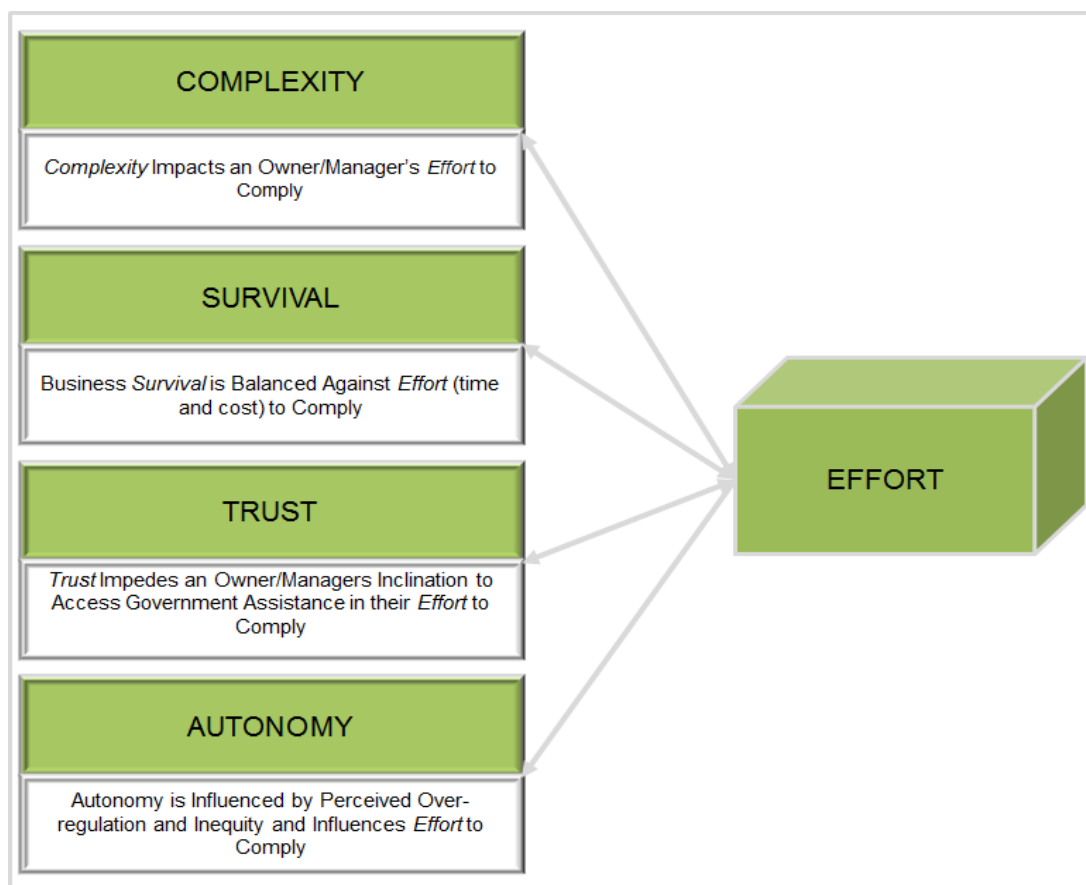 COMPLEXITY
Complexity Impacts an Owner/Manager's Effort to
Comply
SURVIVAL
Business Survival is Balanced Against Effort (time
and cost) to Comply
TRUST
Trust Impedes an Owner/Managers Inclination to
Access Government Assistance in their Effort to
Comply
AUTONOMY
Autonomy is Influenced by Perceived Over-
regulation and Inequity and Influences Effort to
Comply
EFFORT